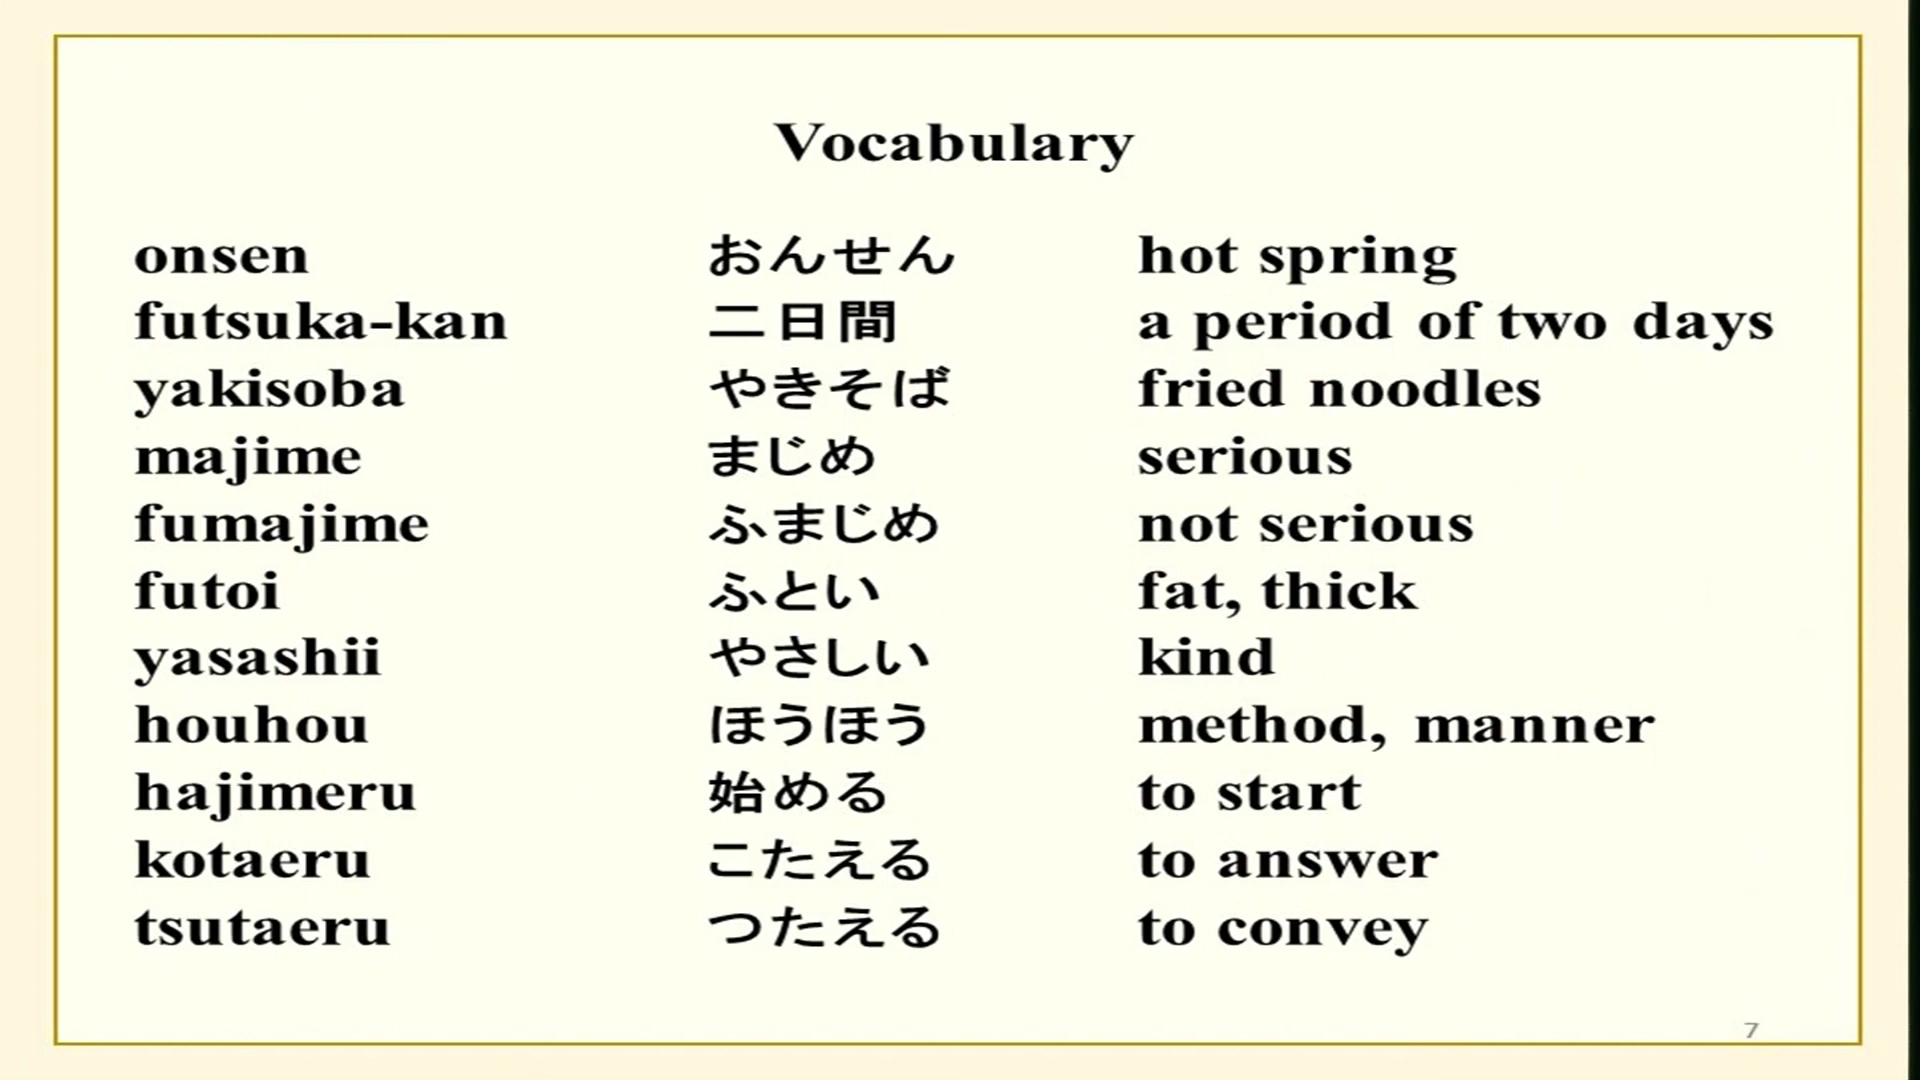 Vocabulary
onsen おんせん hot spring
futsuka-kan 二日間 a period of two days
yakisoba やきそば fried noodles
majime まじめ serious
fumajime ふまじめ not serious
futoi ふとい fat, thick
yasashii やさしい kind
houhou ほうほう method, manner
hajimeru 始める to start
kotaeru こたえる to answer
tsutaeru つたえる to convey
7